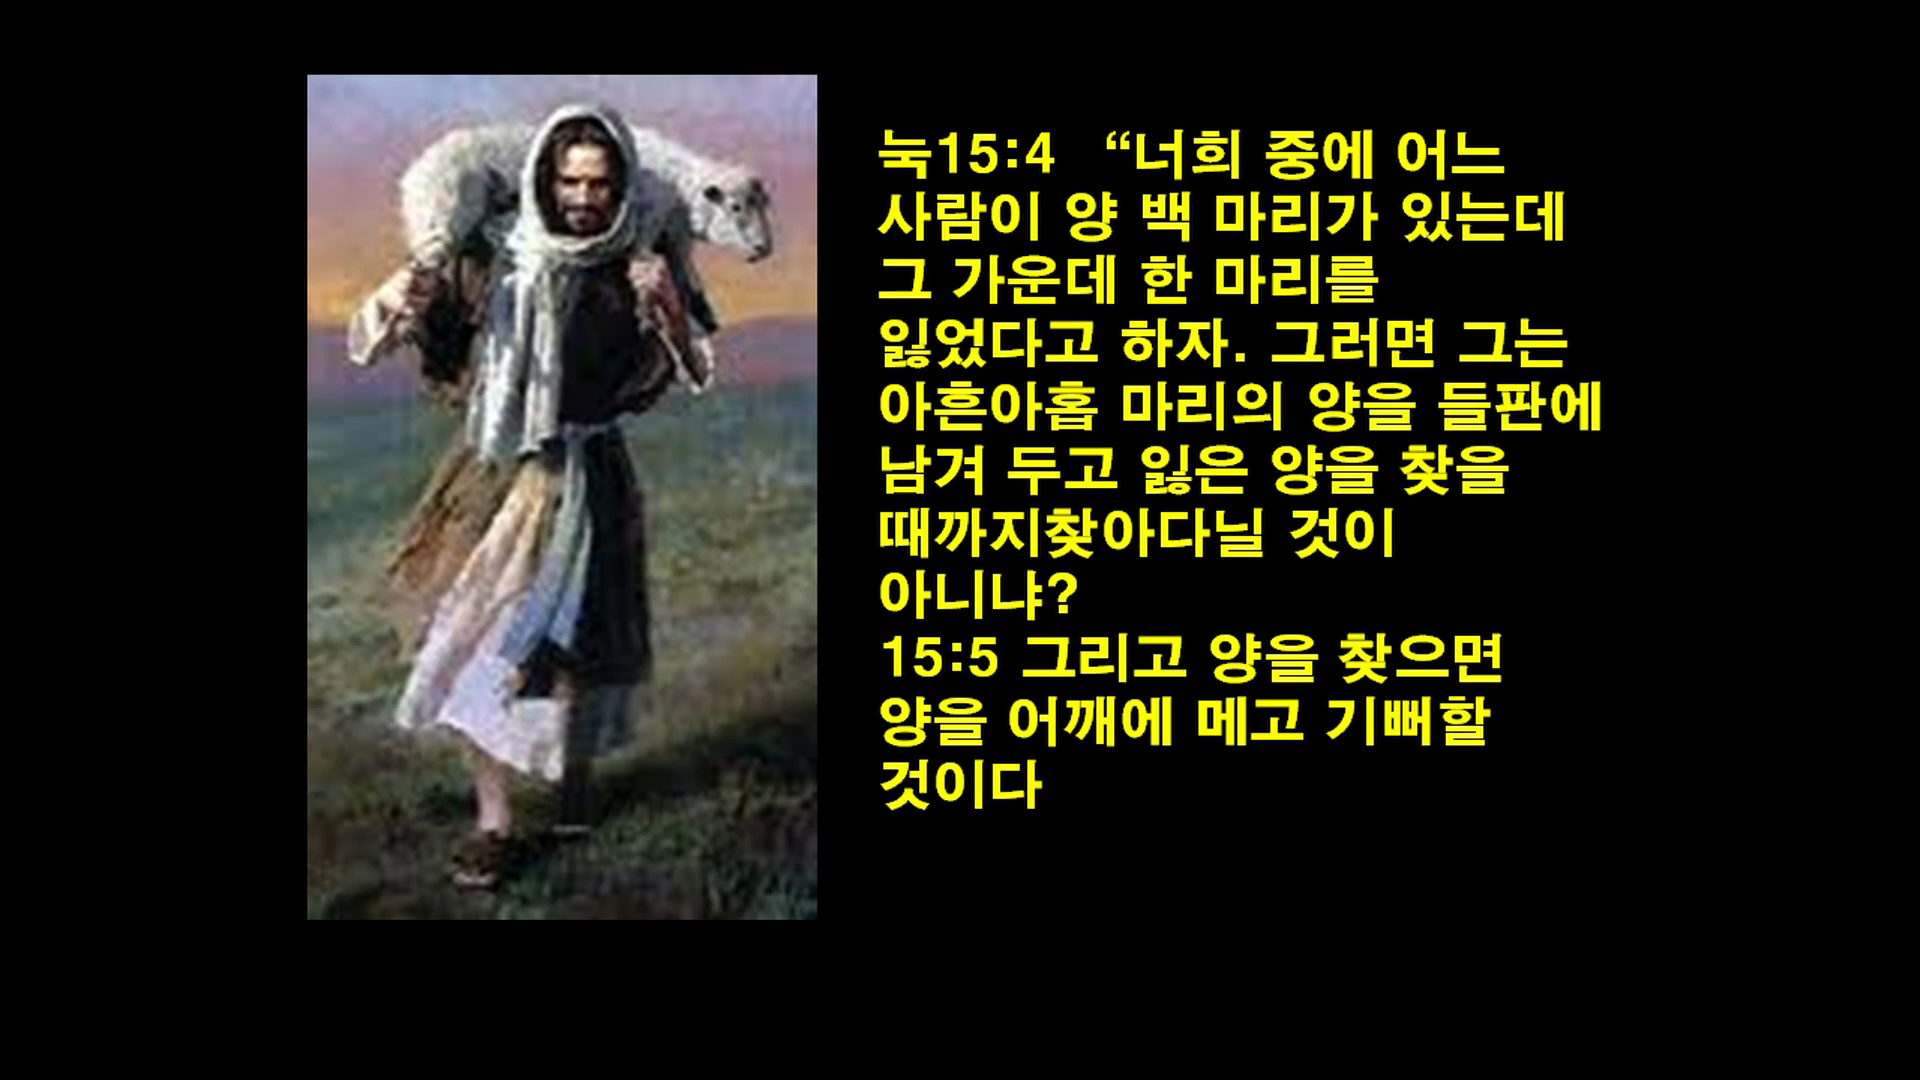 눅15:4 “너희 중에 어느
사람이 양 백 마리가 있는데
그 가운데 한 마리를
잃었다고 하자. 그러면 그는
아흔아홉 마리의 양을 들판에
남겨 두고 잃은 양을 찾을
때까지찾아다닐 것이
아니냐?
15:5 그리고 양을 찾으면
양을 어깨에 메고 기뻐할
것이다